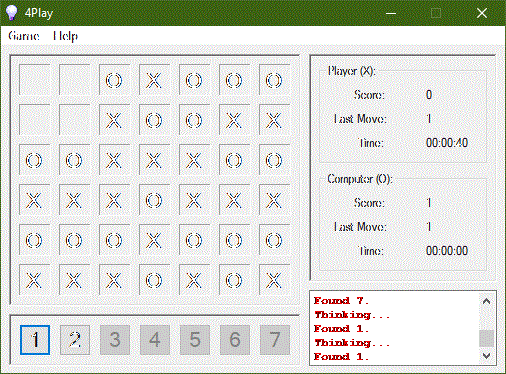 4Play
Game Help
O X O O O
X O O X X
O O X X X O O
X X X O X X X
O O O X O O O
X X X O X O X
1 2 3 4 5 6 7
Player (X):
Score: 0
Last Move: 1
Time: 00:00:40
Computer (O):
Score: 1
Last Move: 1
Time: 00:00:00
Found 7.
Thinking...
Found 1.
Thinking...
Found 1.